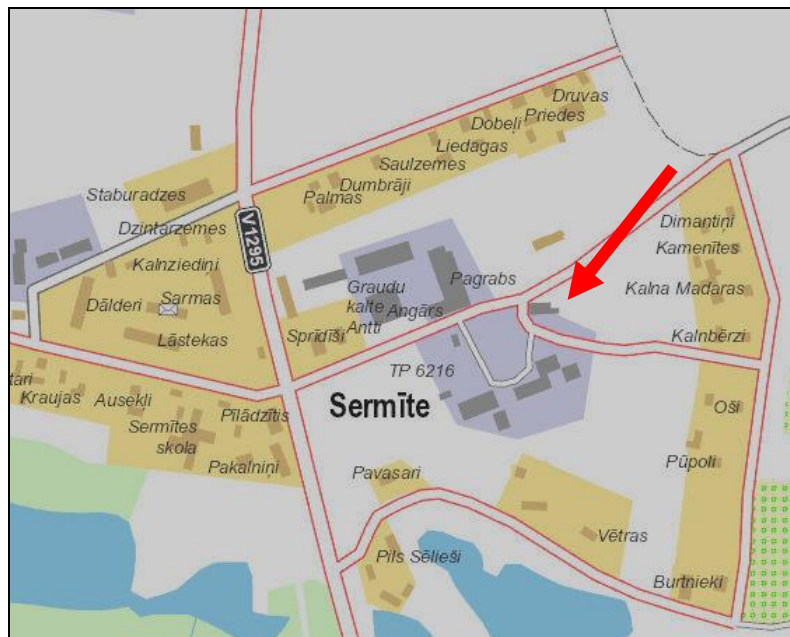 Druvas
Priedes
Dobeļi
Liedagas
Saulzemes
Dumbrāji
Palmas
Staburadzes
Dzintarzemes
V 1295
Dimantiņi
Kamenītes
Kalnziediņi
Pagrabs
Graudu
kalte
Angārs
Antti
Kalna Madaras
Dālderi
Sarmas
Lāstekas
Sprīdīši
Kalnbērzi
TP 6216
tari
Kraujas
Ausekļi
Pīlādzītis
Sermīte
Oši
Sermītes
skola
Pakalniņi
Pavasari
Pūpoli
Vētras
Pils Sēlieši
Burtnieki